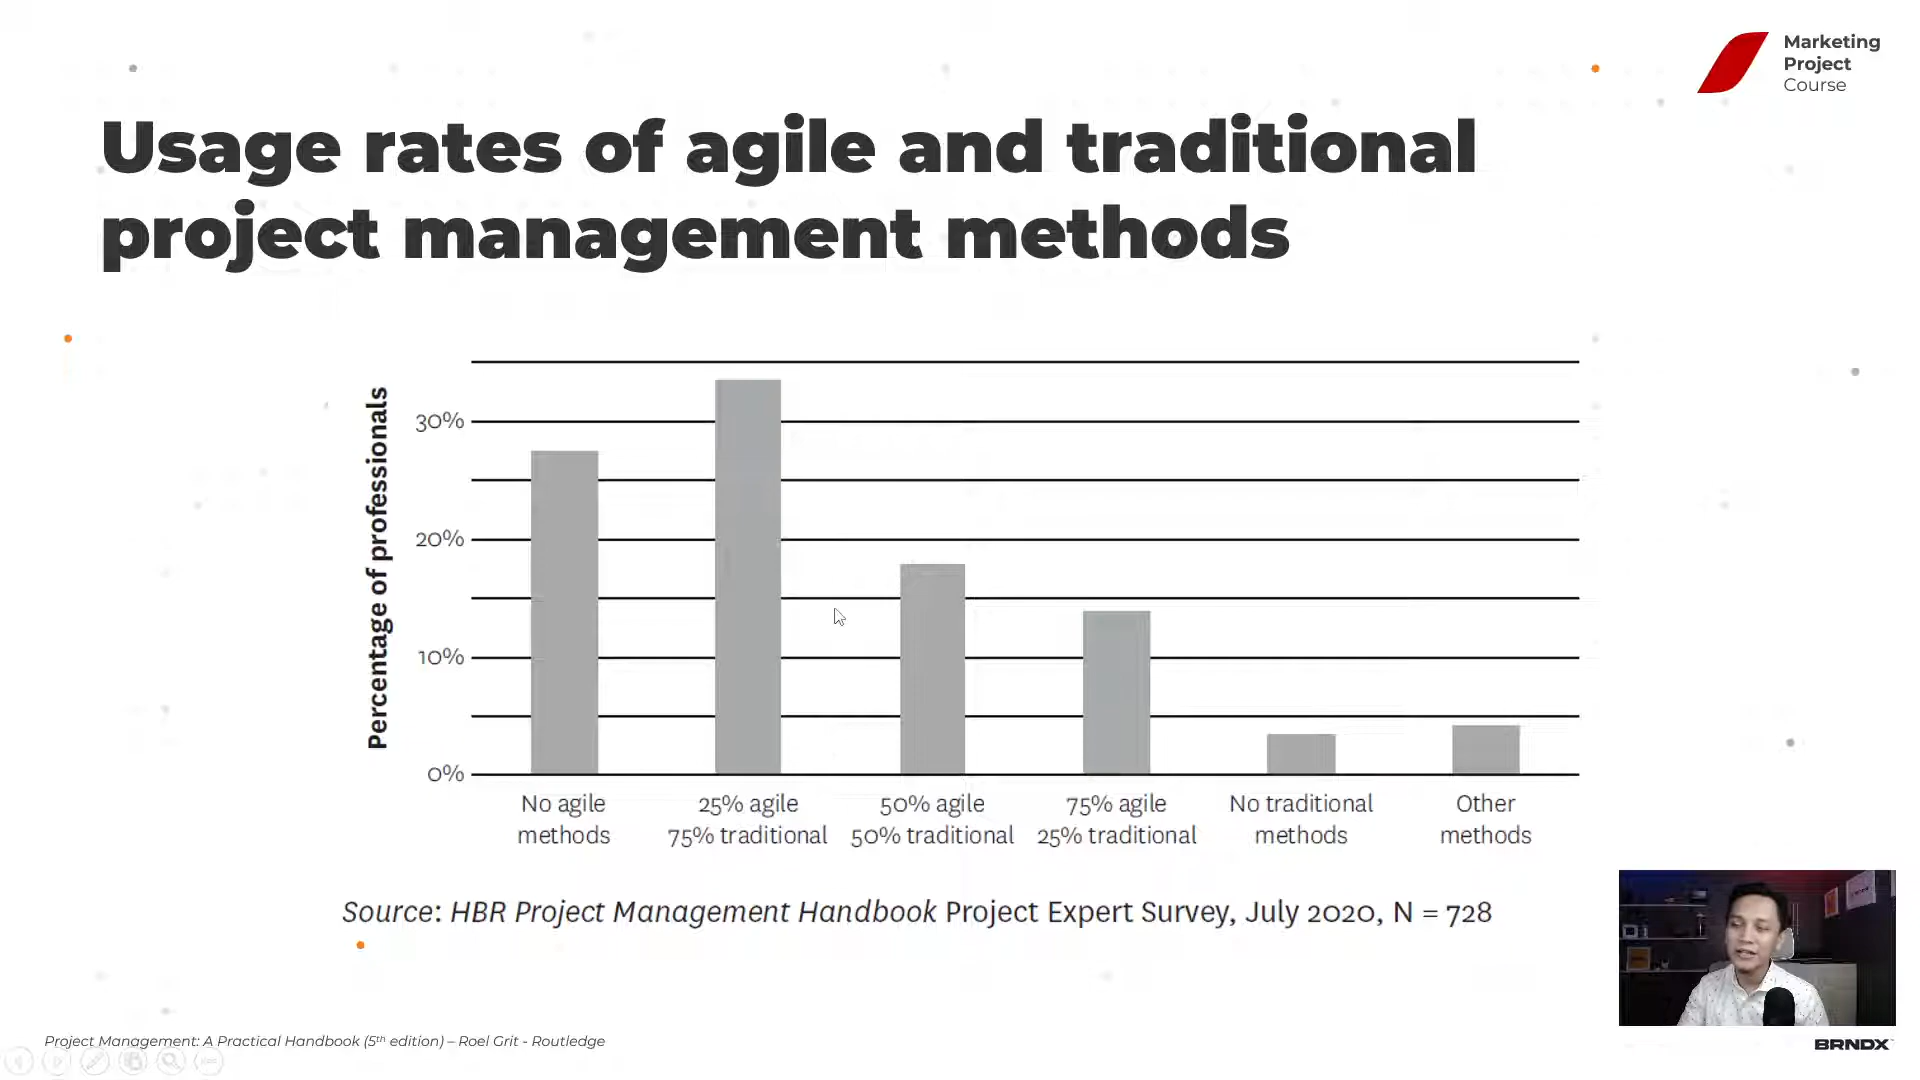 Marketing
Project
Course
Usage rates of agile and traditional
project management methods
Percentage of professionals
30%
20%
10%
0%
No agile
methods
25% agile
75% traditional
50% agile
50% traditional
75% agile
25% traditional
No traditional
methods
Other
methods
Source: HBR Project Management Handbook Project Expert Survey, July 2020, N = 728
Project Management: A Practical Handbook (5th edition) – Roel Grit - Routledge
BRNDX